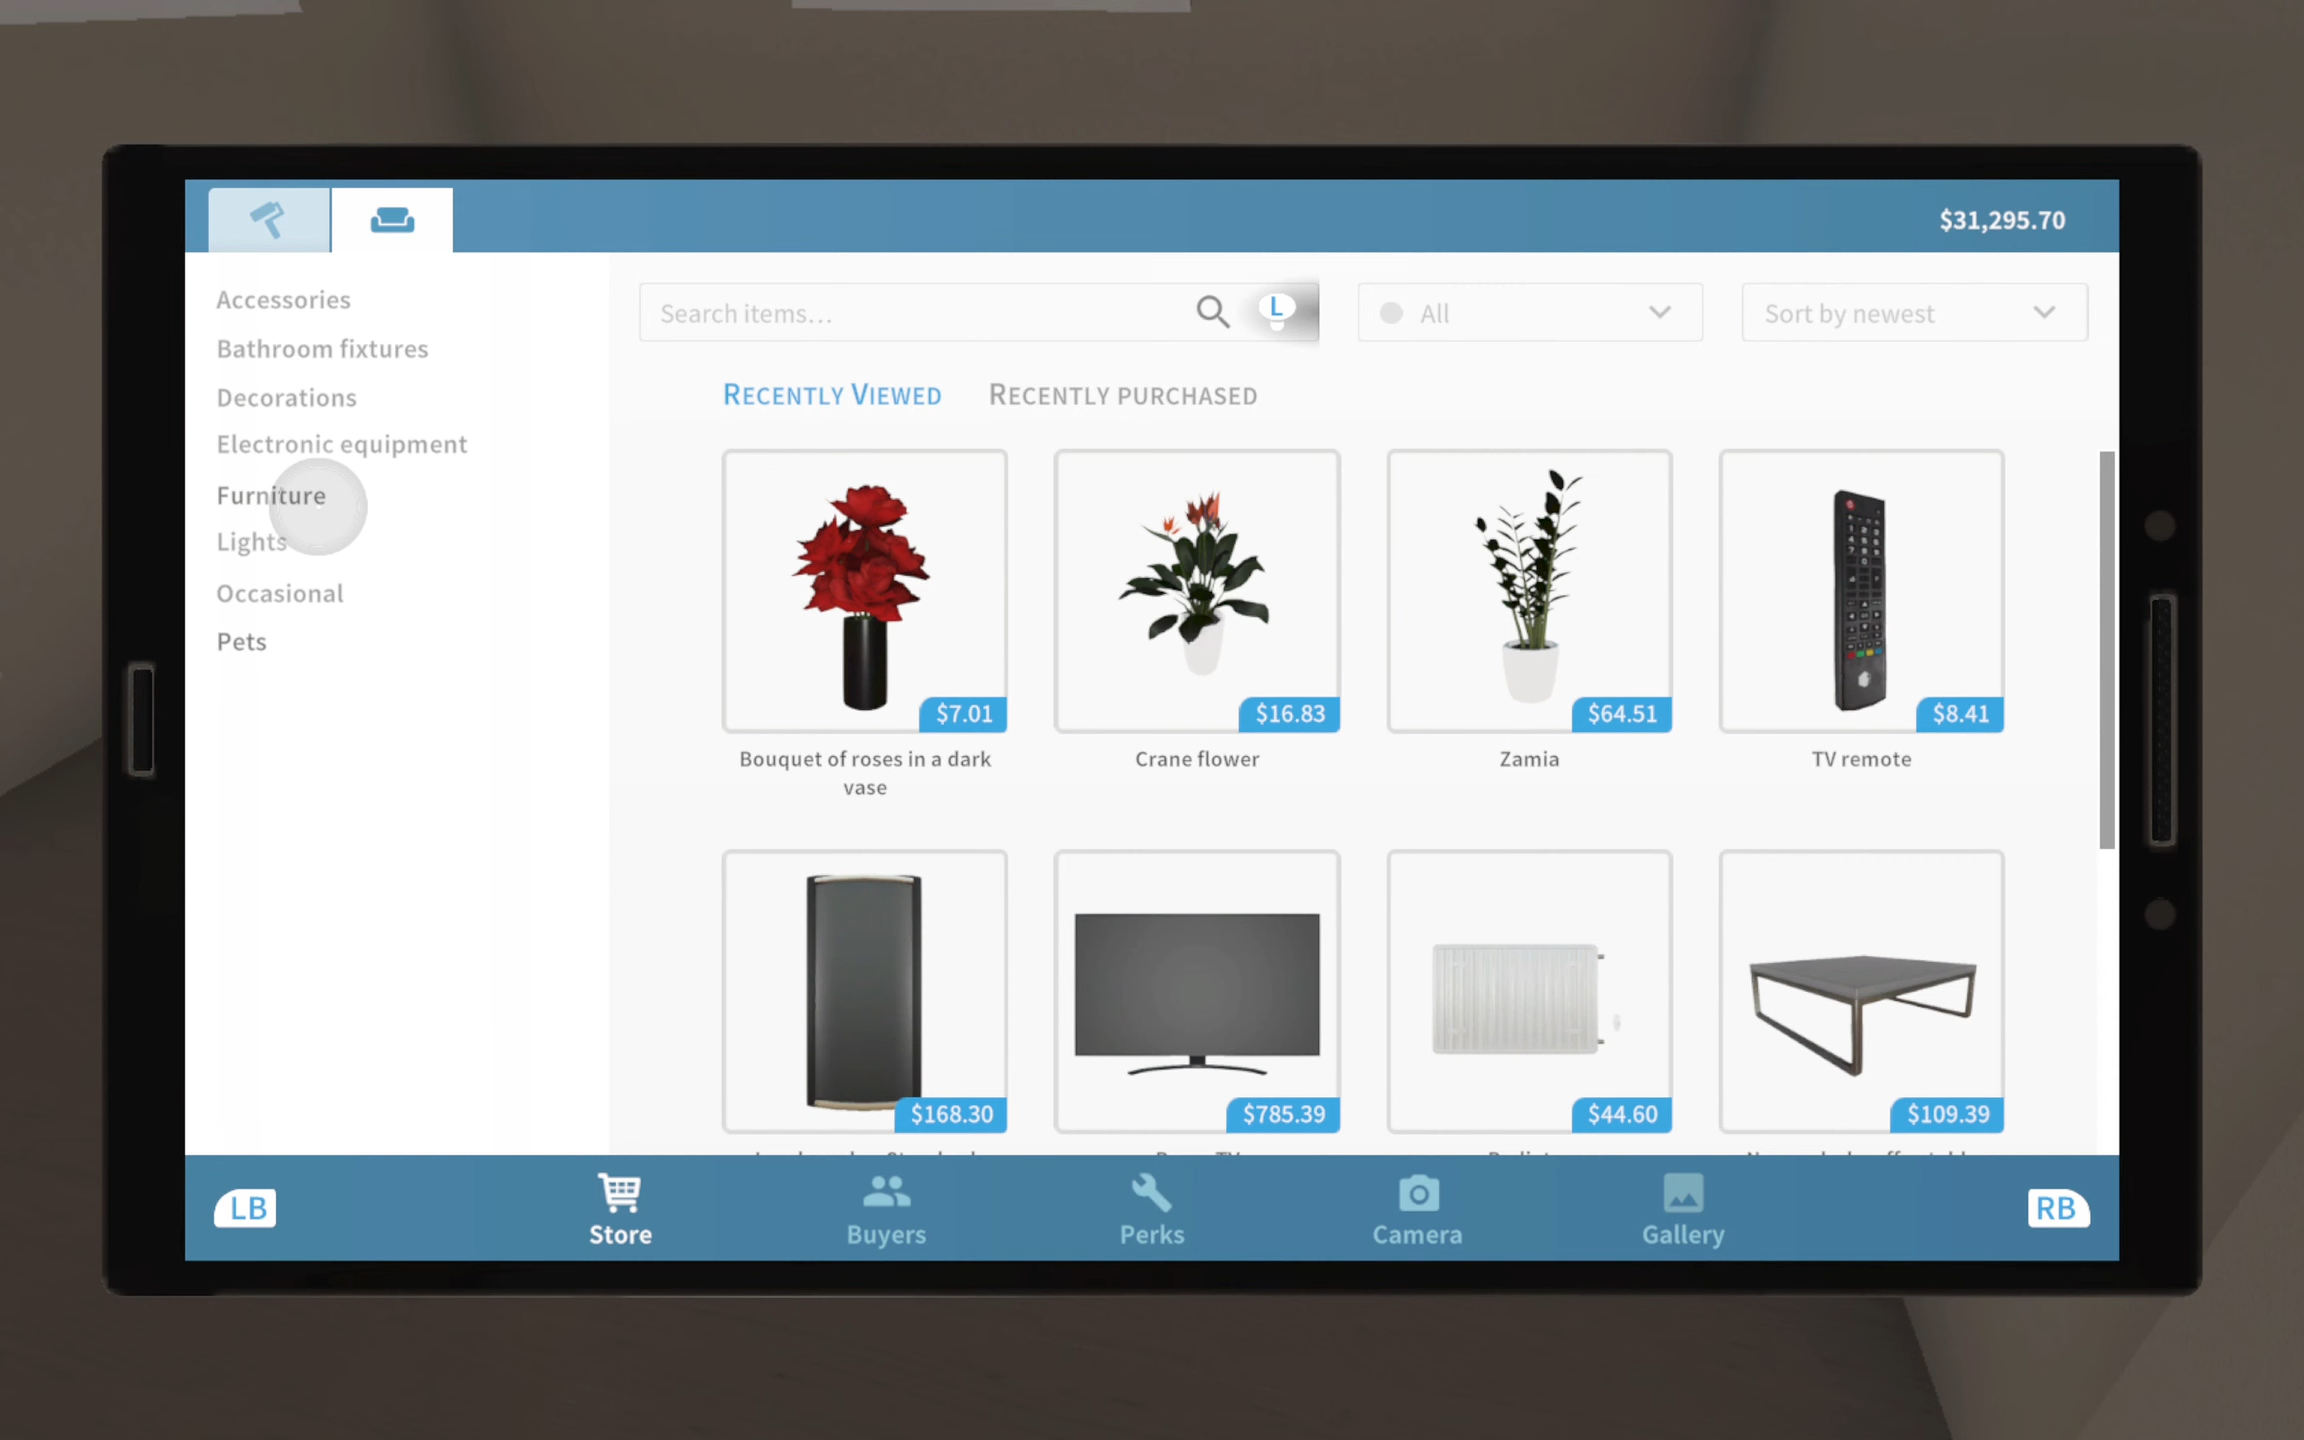 $31,295.70
Accessories
Bathroom fixtures
Decorations
Electronic equipment
Furniture
Lights
Occasional
Pets
Search items...
L
All
Sort by newest
RECENTLY VIEWED
RECENTLY PURCHASED
$7.01
$16.83
$64.51
$8.41
Bouquet of roses in a dark
vase
Crane flower
Zamia
TV remote
$168.30
$785.39
$44.60
$109.39
LB
Store
Buyers
Perks
Camera
Gallery
RB